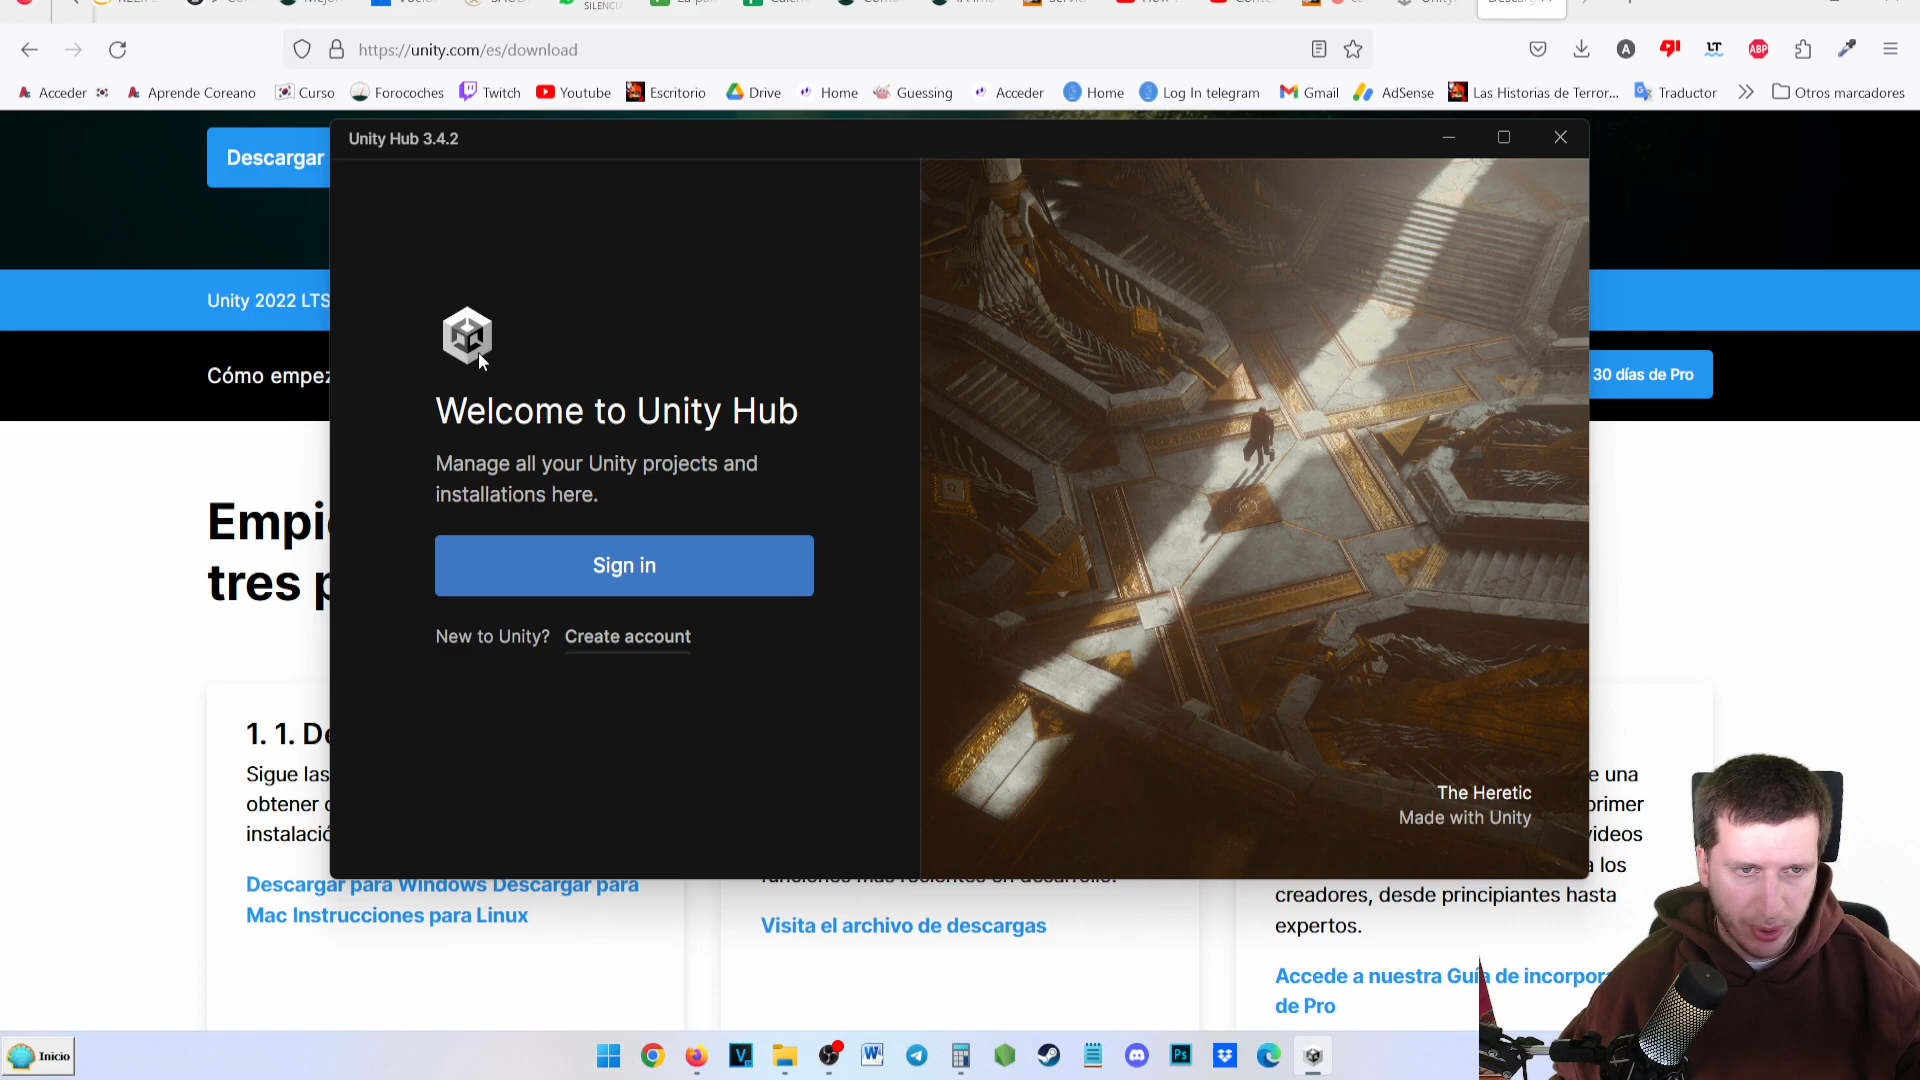 SILENCIA
https://unity.com/es/download
LT
ABP
A
Acceder
Aprende Coreano
Curso
Forocoches
Twitch
Youtube
Escritorio
Drive
Home
Guessing
Acceder
Home
Log In telegram
Gmail
AdSense
Las Historias de Terror...
Traductor
Otros marcadores
Descargar
Unity Hub 3.4.2
Unity 2022 LTS
Cómo empez
30 días de Pro
Welcome to Unity Hub
Manage all your Unity projects and
installations here.
Sign in
New to Unity? Create account
The Heretic
Made with Unity
Empi
tres p
1. 1. De
Sigue las
obtener
instalació
Descargar para Windows Descargar para
Mac Instrucciones para Linux
Visita el archivo de descargas
e una
primer
videos
a los
creadores, desde principiantes hasta
expertos.
Accede a nuestra Guía de incorpora
de Pro
Inicio
V
W
Ps